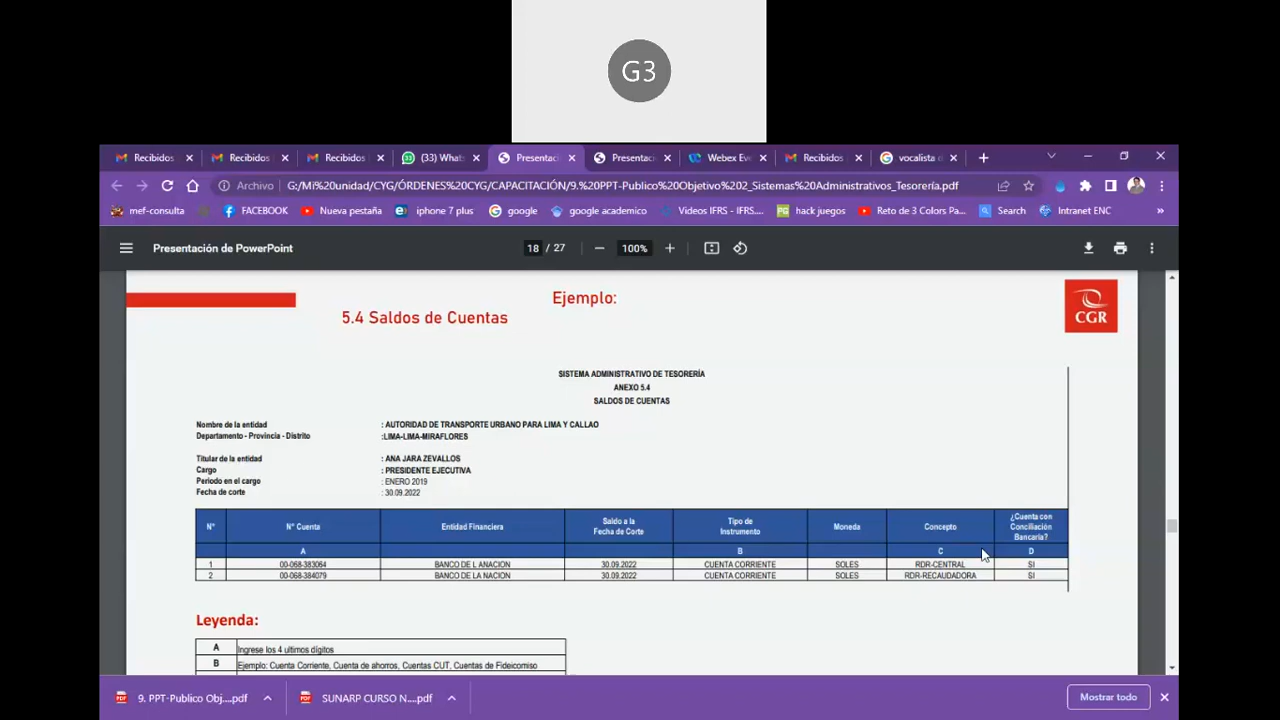 G3
Recibidos
Recibidos
Recibidos
(33) What
Presentaci
Presentaci
Webex Eve
Recibidos
vocalista d
Archivo
G:/Mi%20unidad/CYG/ÓRDENES%20CYG/CAPACITACIÓN/9.%20PPT-Publico%20Objetivo%202_Sistemas%20Administrativos_Tesorería.pdf
mef-consulta
FACEBOOK
Nueva pestaña
iphone 7 plus
google
google academico
Videos IFRS - IFRS....
hack juegos
Reto de 3 Colors Pa...
Search
Intranet ENC
»
Presentación de PowerPoint
18 / 27
100%
Ejemplo:
5.4 Saldos de Cuentas
CGR
SISTEMA ADMINISTRATIVO DE TESORERÍA
ANEXO 5.4
SALDOS DE CUENTAS
Nombre de la entidad : AUTORIDAD DE TRANSPORTE URBANO PARA LIMA Y CALLAO
Departamento - Provincia - Distrito :LIMA-LIMA-MIRAFLORES
Titular de la entidad : ANA JARA ZEVALLOS
Cargo : PRESIDENTE EJECUTIVA
Periodo en el cargo : ENERO 2019
Fecha de corte : 30.09.2022
N° N° Cuenta Entidad Financiera Saldo a la Fecha de Corte Tipo de Instrumento Moneda Concepto ¿Cuenta con Conciliación Bancaria?
A B C D
1 00-068-383064 BANCO DE L ANACION 30.09.2022 CUENTA CORRIENTE SOLES RDR-CENTRAL SI
2 00-068-384079 BANCO DE LA NACION 30.09.2022 CUENTA CORRIENTE SOLES RDR-RECAUDADORA SI
Leyenda:
A Ingrese los 4 ultimos dígitos
B Ejemplo: Cuenta Corriente, Cuenta de ahorros, Cuentas CUT, Cuentas de Fideicomiso
9. PPT-Publico Obj....pdf
SUNARP CURSO N....pdf
Mostrar todo